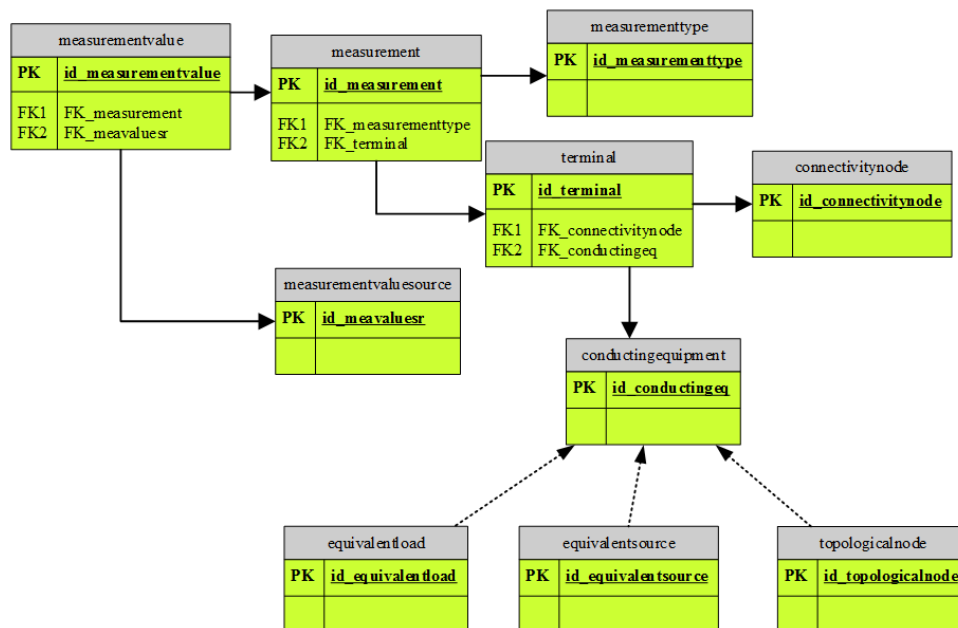 measurementvalue
PK id_measurementvalue
FK1 FK_measurement
FK2 FK_meavaluesr
measurement
PK id_measurement
FK1 FK_measurementtype
FK2 FK_terminal
measurementtype
PK id_measurementtype
terminal
PK id_terminal
FK1 FK_connectivitynode
FK2 FK_conductingeq
connectivitynode
PK id_connectivitynode
measurementvaluesource
PK id_meavaluesr
conductingequipment
PK id_conductingeq
equivalentload
PK id_equivalentload
equivalentsource
PK id_equivalentsource
topologicalnode
PK id_topologicalnode